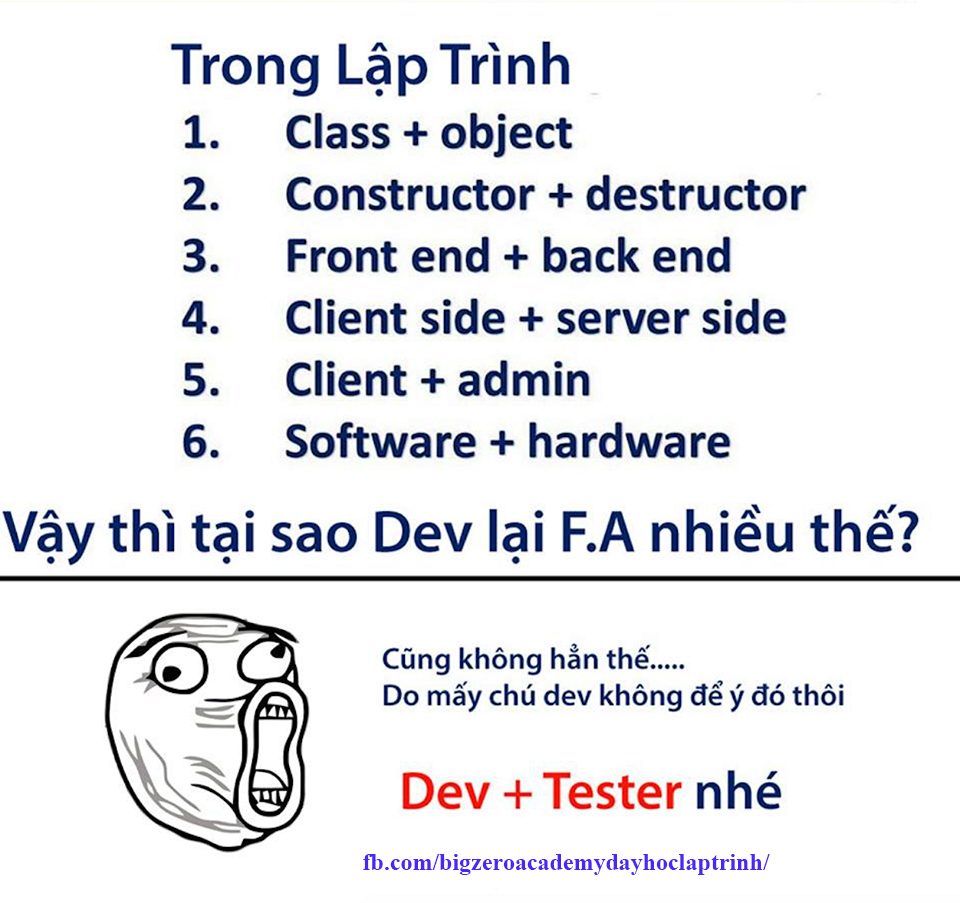 Trong Lập Trình
1. Class + object
2. Constructor + destructor
3. Front end + back end
4. Client side + server side
5. Client + admin
6. Software + hardware
Vậy thì tại sao Dev lại F.A nhiều thế?
Cũng không hẳn thế.....
Do mấy chú dev không để ý đó thôi
Dev + Tester nhé
fb.com/bigzeroacademydayhoclaptrinh/